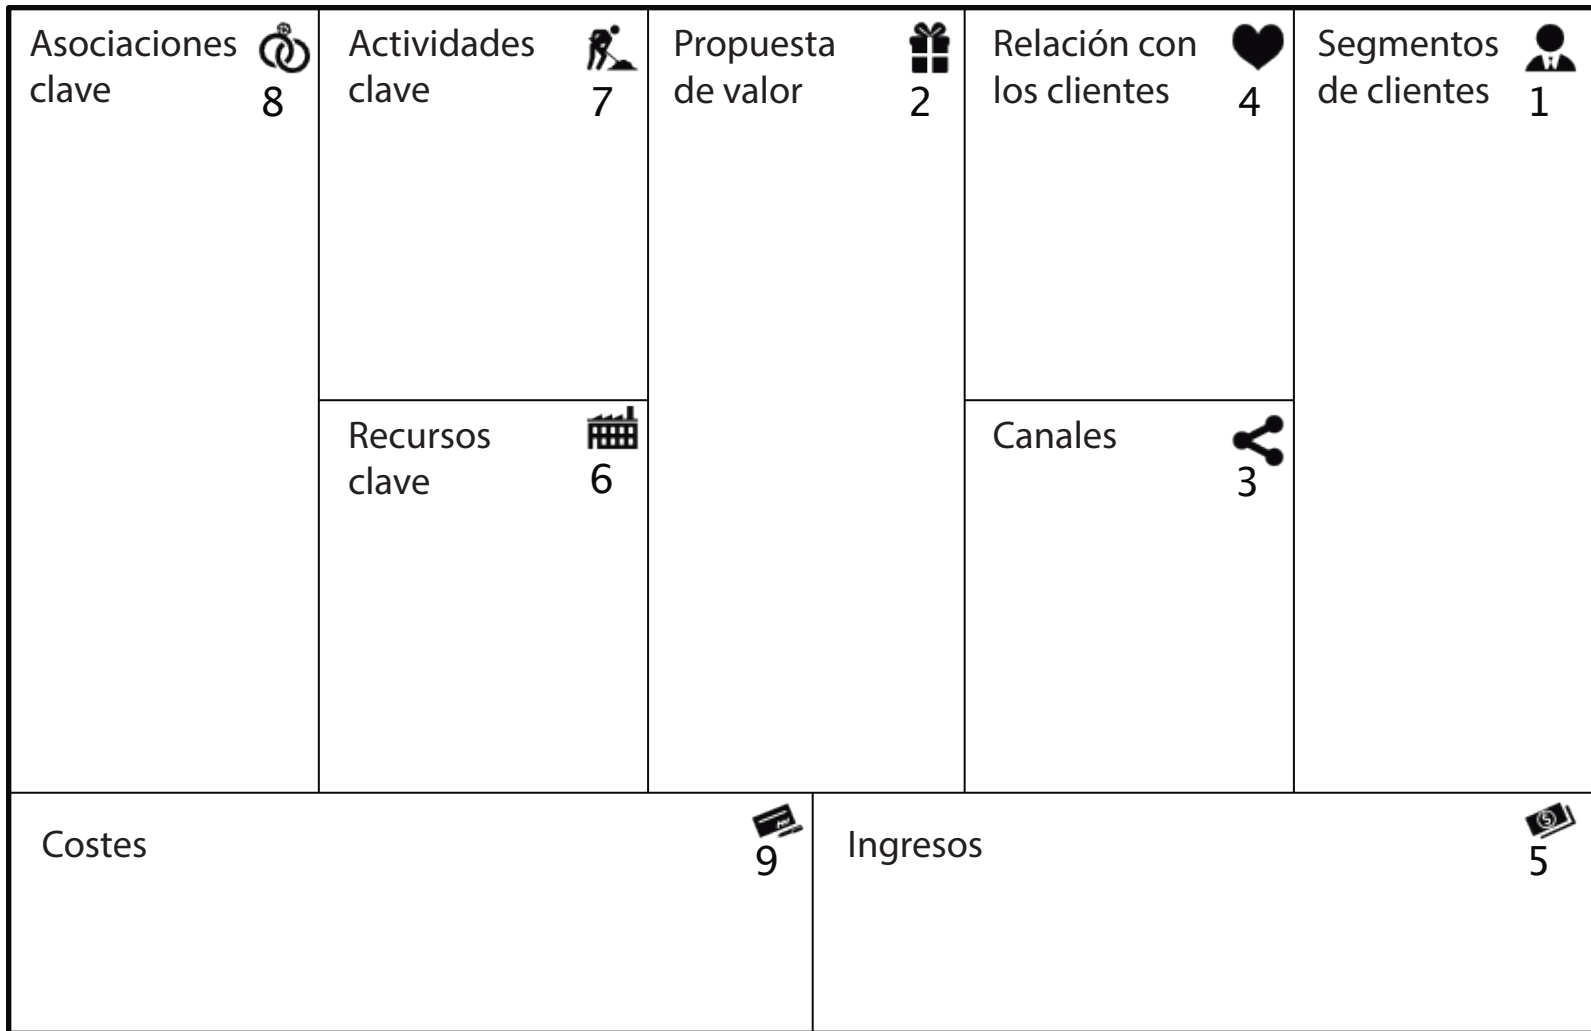 Asociaciones
clave
8
Actividades
clave
7
Propuesta
de valor
2
Relación con
los clientes
4
Segmentos
de clientes
1
Recursos
clave
6
Canales
3
Costes
9
Ingresos
5